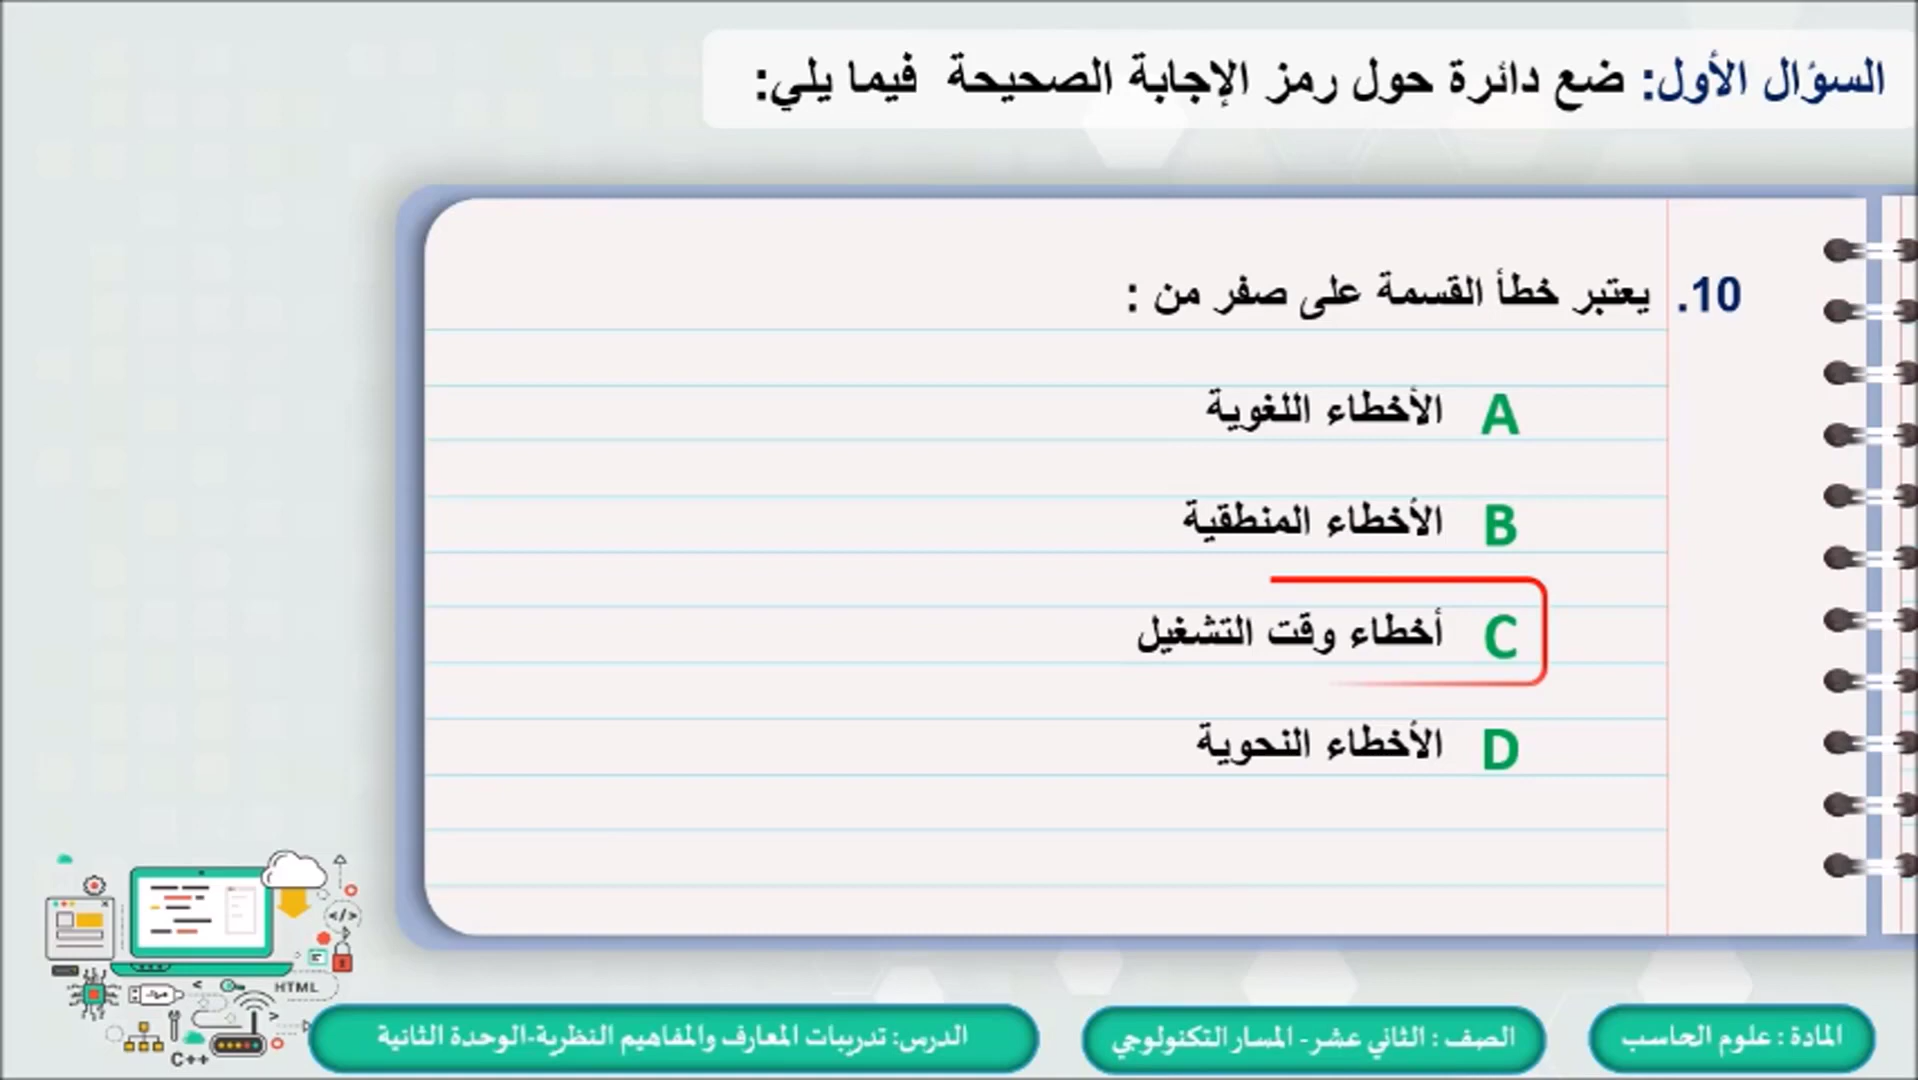 السؤال الأول: ضع دائرة حول رمز الإجابة الصحيحة فيما يلي:
10. يعتبر خطأ القسمة على صفر من :
A الأخطاء اللغوية
B الأخطاء المنطقية
C أخطاء وقت التشغيل
D الأخطاء النحوية
</>
HTML
C++
المادة : علوم الحاسب
الصف : الثاني عشر- المسار التكنولوجي
الدرس: تدريبات المعارف والمفاهيم النظرية-الوحدة الثانية